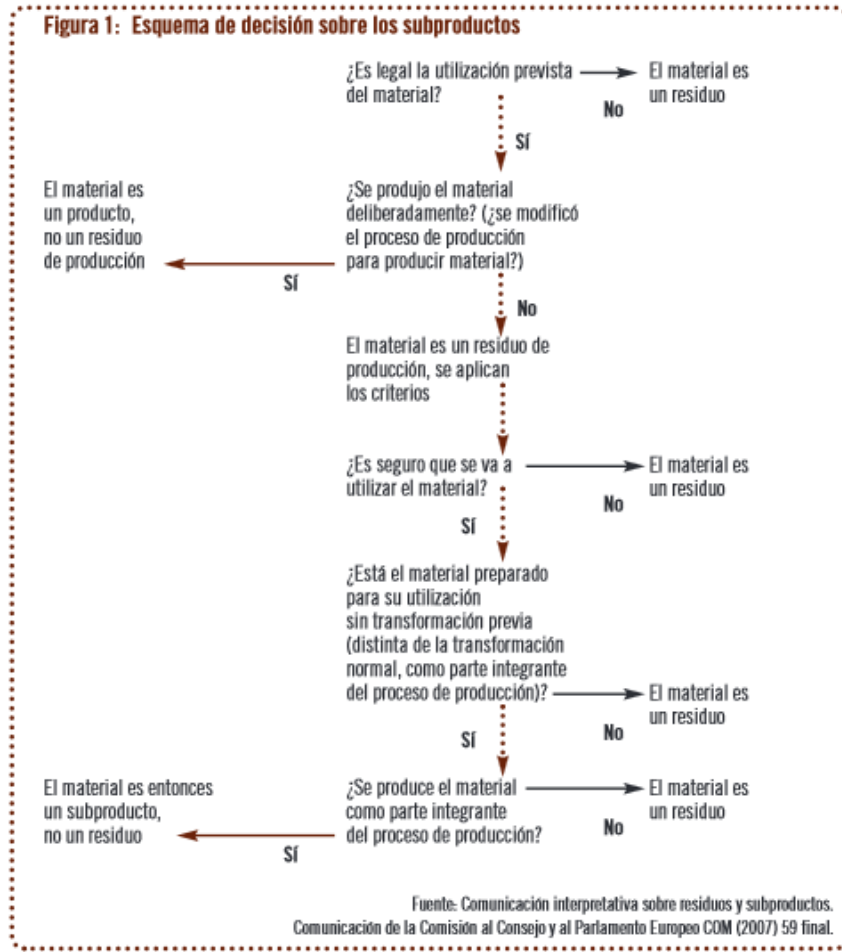 Figura 1: Esquema de decisión sobre los subproductos
¿Es legal la utilización prevista
del material?
El material es
un residuo
No
Sí
El material es
un producto,
no un residuo
de producción
¿Se produjo el material
deliberadamente? (¿se modificó
el proceso de producción
para producir material?)
Sí
No
El material es un residuo de
producción, se aplican
los criterios
¿Es seguro que se va a
utilizar el material?
El material es
un residuo
No
Sí
¿Está el material preparado
para su utilización
sin transformación previa
(distinta de la transformación
normal, como parte integrante
del proceso de producción)?
El material es
un residuo
No
Sí
El material es entonces
un subproducto,
no un residuo
¿Se produce el material
como parte integrante
del proceso de producción?
El material es
un residuo
No
Sí
Fuente: Comunicación interpretativa sobre residuos y subproductos.
Comunicación de la Comisión al Consejo y al Parlamento Europeo COM (2007) 59 final.